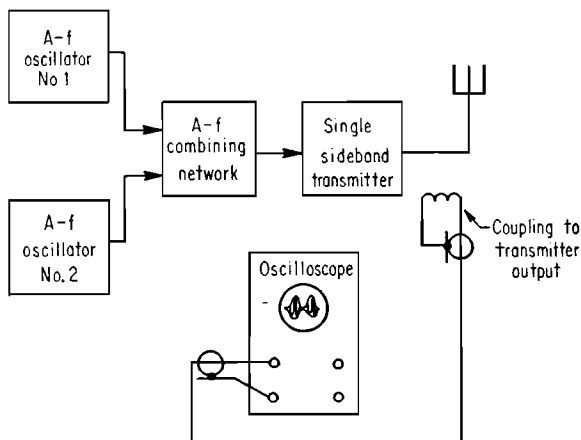 A-f
oscillator
No 1
A-f
combining
network
Single
sideband
transmitter
A-f
oscillator
No. 2
Coupling to
transmitter
output
Oscilloscope